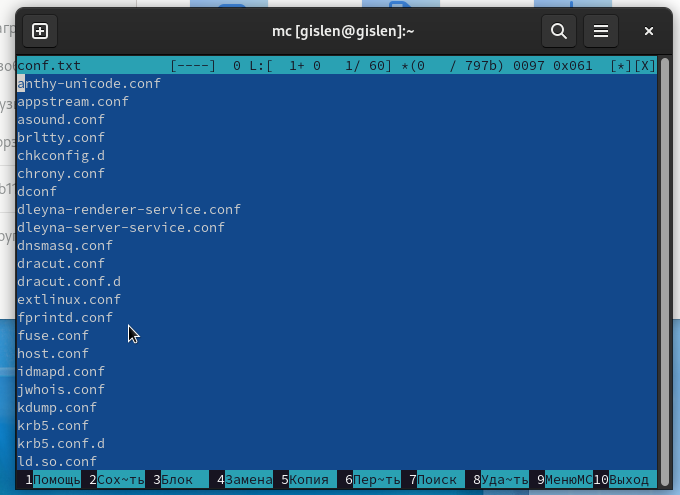 mc [gislen@gislen]:~
conf.txt [----] 0 L:[ 1+ 0 1/ 60] *(0 / 797b) 0097 0x061 [*][X]
anthy-unicode.conf
appstream.conf
asound.conf
brltty.conf
chkconfig.d
chrony.conf
dconf
dleyna-renderer-service.conf
dleyna-server-service.conf
dnsmasq.conf
dracut.conf
dracut.conf.d
extlinux.conf
fprintd.conf
fuse.conf
host.conf
idmapd.conf
jwhois.conf
kdump.conf
krb5.conf
krb5.conf.d
ld.so.conf
1Помощь 2Сох~ть 3Блок 4Замена 5Копия 6Пер~ть 7Поиск 8Уда~ть 9МенюMC 10Выход